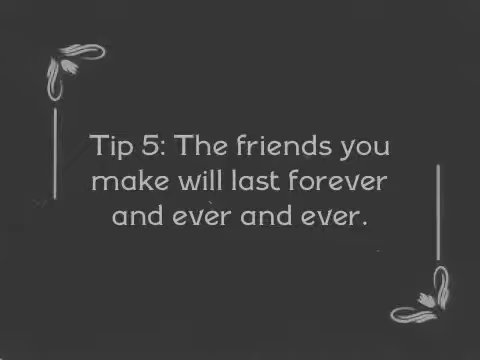 Tip 5: The friends you
make will last forever
and ever and ever.